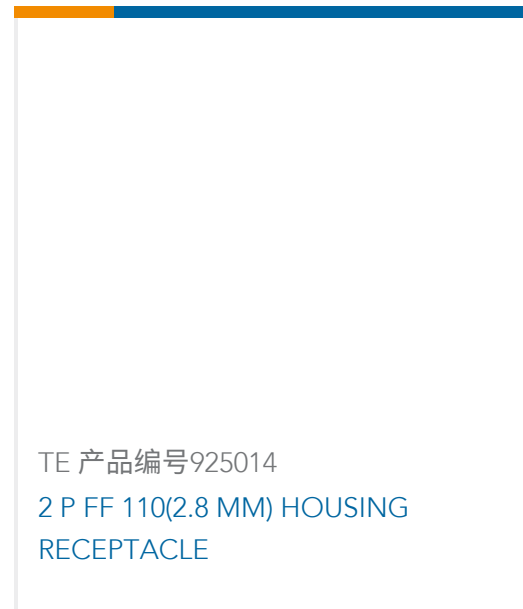 TE 产品编号925014
2 P FF 110(2.8 MM) HOUSING
RECEPTACLE